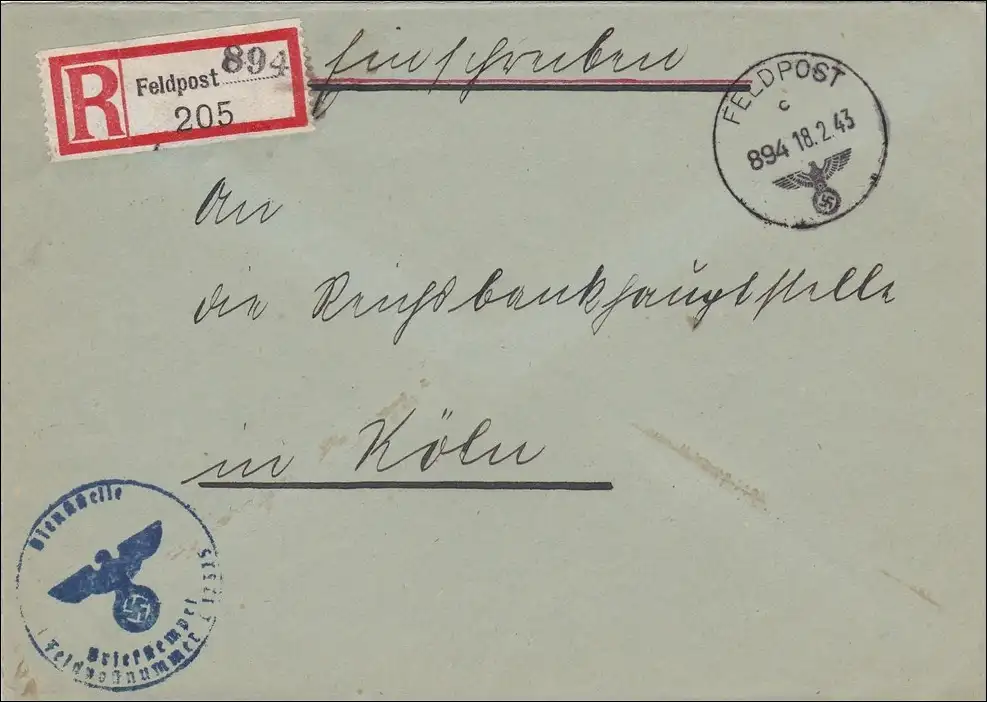 R
Feldpost 894
205
Einschreiben
FELDPOST
c
894 18.2.43
An
die Reichsbankhauptstelle
in Köln
Dienststelle
Briefstempel
Feldpostnummer